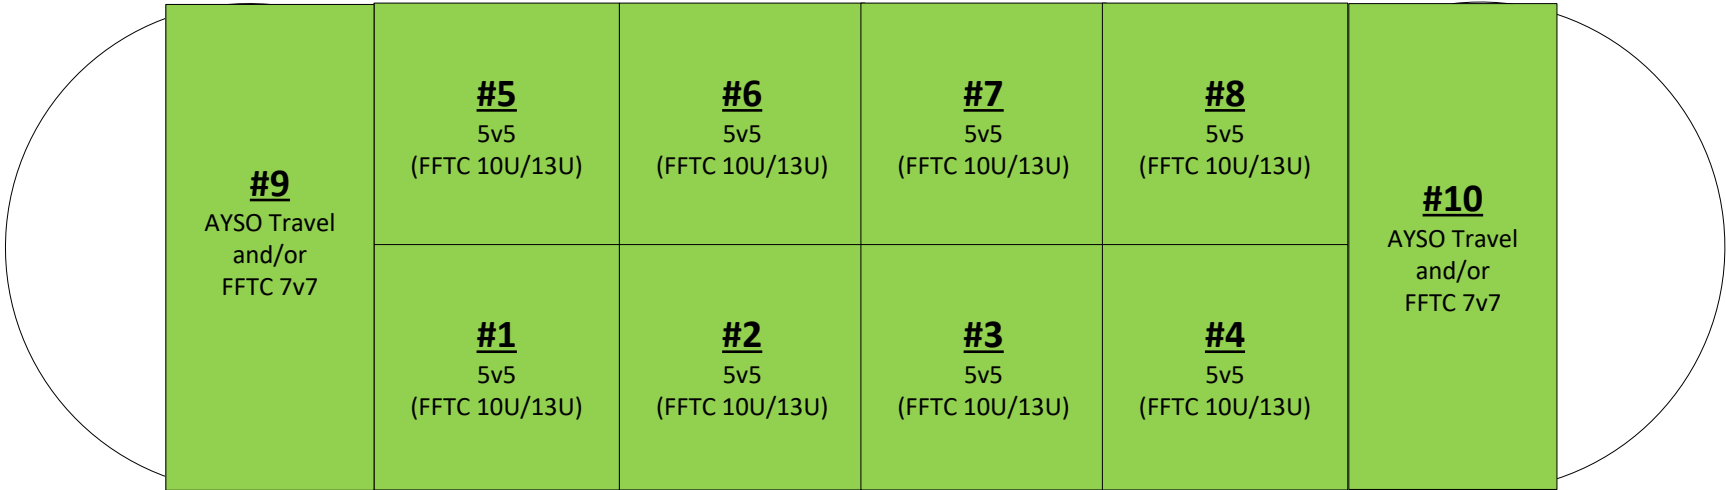 #9
AYSO Travel
and/or
FFTC 7v7
#5
5v5
(FFTC 10U/13U)
#6
5v5
(FFTC 10U/13U)
#7
5v5
(FFTC 10U/13U)
#8
5v5
(FFTC 10U/13U)
#1
5v5
(FFTC 10U/13U)
#2
5v5
(FFTC 10U/13U)
#3
5v5
(FFTC 10U/13U)
#4
5v5
(FFTC 10U/13U)
#10
AYSO Travel
and/or
FFTC 7v7